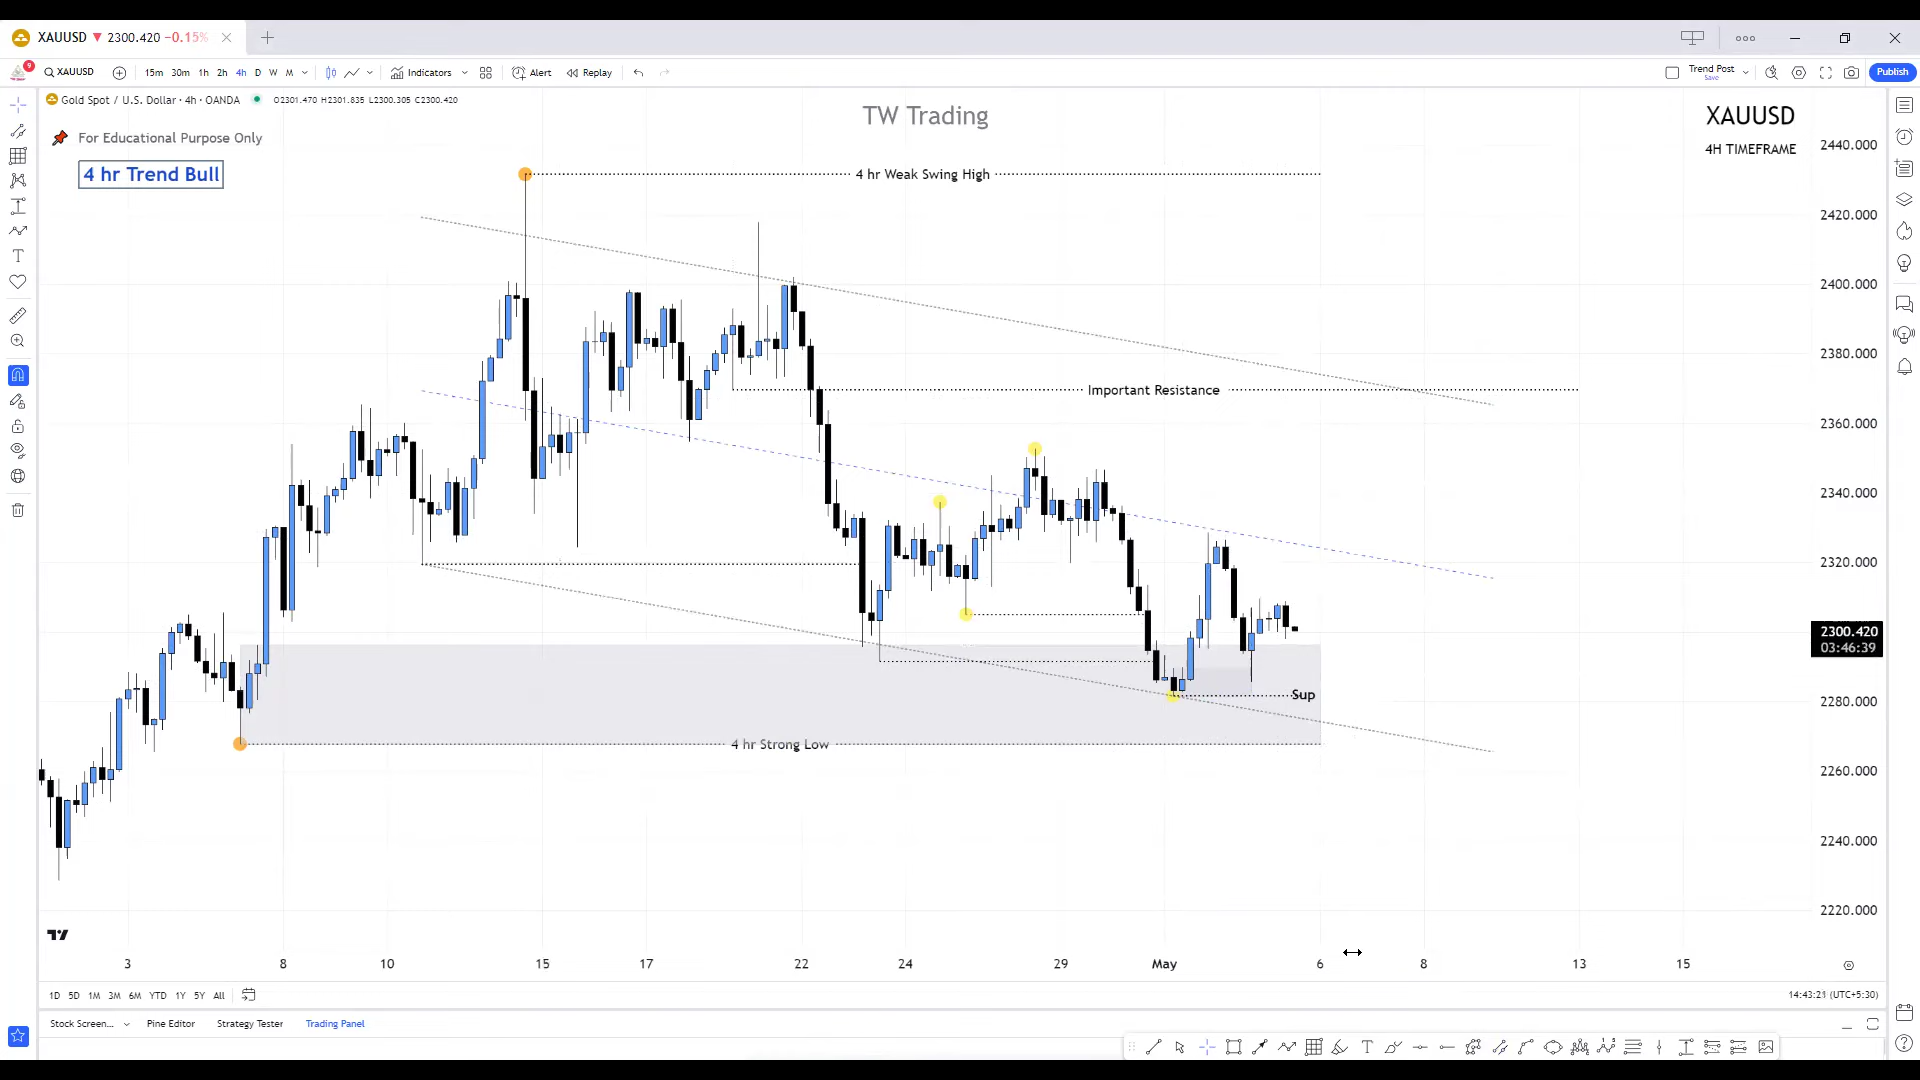 XAUUSD ▼ 2300.420 −0.15%
9 XAUUSD 15m 30m 1h 2h 4h D W M Indicators Alert Replay Trend Post Save Publish
Gold Spot / U.S. Dollar · 4h · OANDA O2301.470 H2301.835 L2300.305 C2300.420
TW Trading
XAUUSD
For Educational Purpose Only
4H TIMEFRAME
4 hr Trend Bull
4 hr Weak Swing High
Important Resistance
Sup
4 hr Strong Low
2440.000
2420.000
2400.000
2380.000
2360.000
2340.000
2320.000
2300.420
03:46:39
2280.000
2260.000
2240.000
2220.000
3 8 10 15 17 22 24 29 May 6 8 13 15
1D 5D 1M 3M 6M YTD 1Y 5Y All 14:43:21 (UTC+5:30)
Stock Screen... Pine Editor Strategy Tester Trading Panel